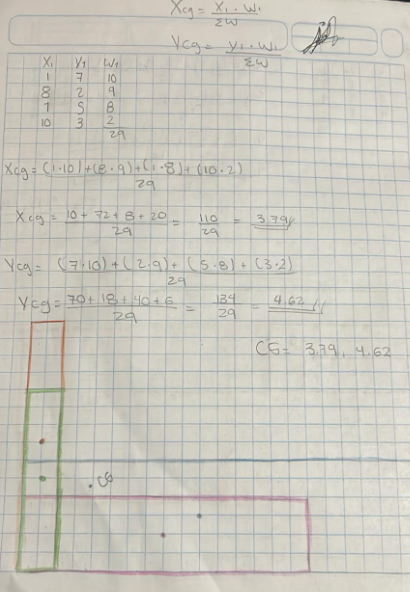 Xcg = X₁ · W₁ / ΣW
Ycg = Y₁ · W₁ / ΣW
X₁ Y₁ W₁
1 7 10
8 2 9
1 5 8
10 3 2
29
Xcg = (1·10)+(8·9)+(1·8)+(10·2) / 29
Xcg = 10 + 72 + 8 + 20 / 29 = 110 / 29 = 3.79
Ycg = (7·10) + (2·9) + (5·8) + (3·2) / 29
Ycg = 70 + 18 + 40 + 6 / 29 = 134 / 29 = 4.62
CG = 3.79, 4.62
CG